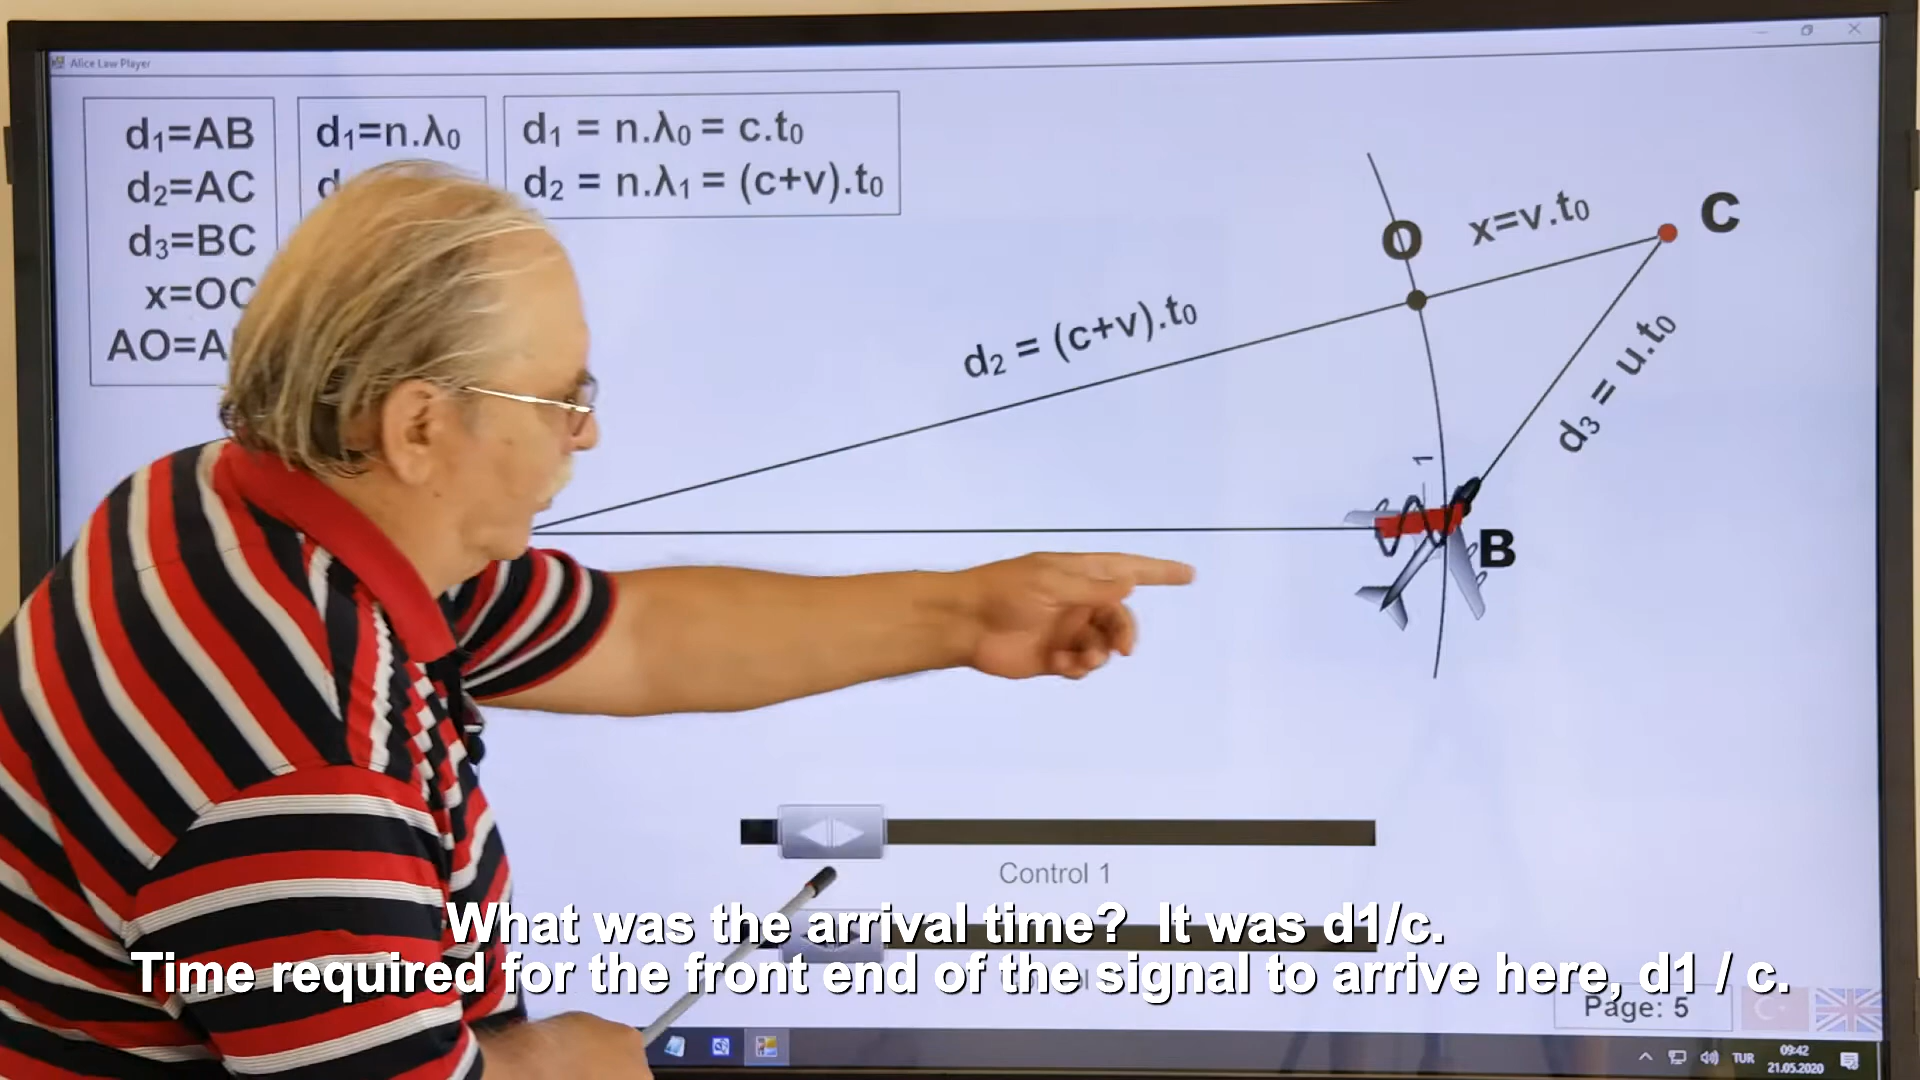 Alice Law Player
d₁=AB
d₂=AC
d₃=BC
x=OC
AO=A
d₁=n.λ₀
d
d₁ = n.λ₀ = c.t₀
d₂ = n.λ₁ = (c+v).t₀
O
x=v.t₀
C
d₂ = (c+v).t₀
d₃ = u.t₀
1
B
Control 1
What was the arrival time? It was d1/c.
Time required for the front end of the signal to arrive here, d1 / c.
Page: 5
TUR
09:42
21.05.2020